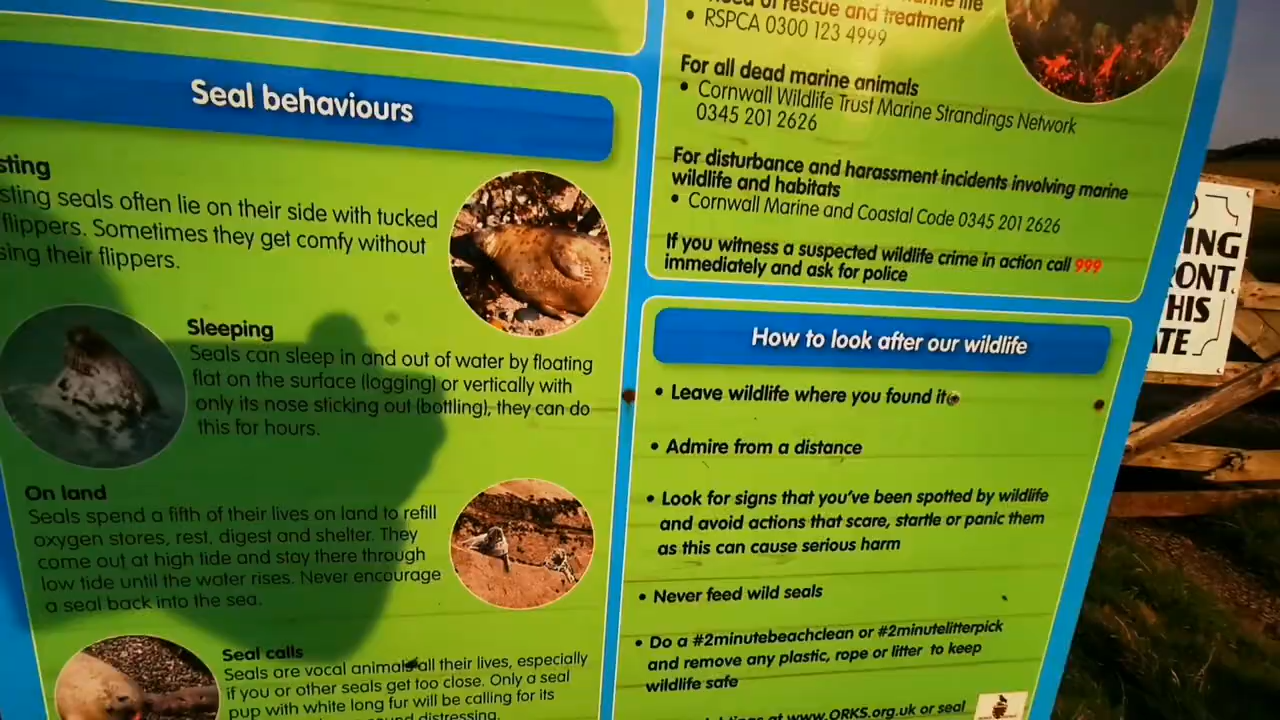 Seal behaviours
sting
sting seals often lie on their side with tucked
flippers. Sometimes they get comfy without
sing their flippers.
Sleeping
Seals can sleep in and out of water by floating
flat on the surface (logging) or vertically with
only its nose sticking out (bottling), they can do
this for hours.
On land
Seals spend a fifth of their lives on land to refill
oxygen stores, rest, digest and shelter. They
come out at high tide and stay there through
low tide until the water rises. Never encourage
a seal back into the sea.
Seal calls
Seals are vocal animals all their lives, especially
if you or other seals get too close. Only a seal
pup with white long fur will be calling for its
distressing.
of rescue and treatment
• RSPCA 0300 123 4999
For all dead marine animals
• Cornwall Wildlife Trust Marine Strandings Network
0345 201 2626
For disturbance and harassment incidents involving marine
wildlife and habitats
• Cornwall Marine and Coastal Code 0345 201 2626
If you witness a suspected wildlife crime in action call 999
immediately and ask for police
How to look after our wildlife
• Leave wildlife where you found it
• Admire from a distance
• Look for signs that you've been spotted by wildlife
and avoid actions that scare, startle or panic them
as this can cause serious harm
• Never feed wild seals
• Do a #2minutebeachclean or #2minutelitterpick
and remove any plastic, rope or litter to keep
wildlife safe
at www.ORKS.org.uk or seal
ING
RONT
HIS
ATE